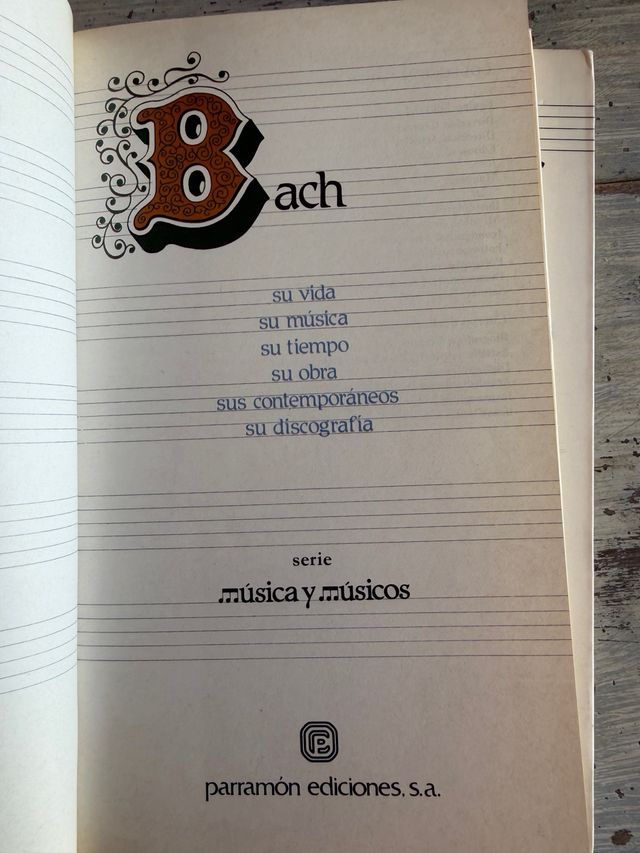 Bach
su vida
su música
su tiempo
su obra
sus contemporáneos
su discografía
serie
música y músicos
parramón ediciones, s.a.